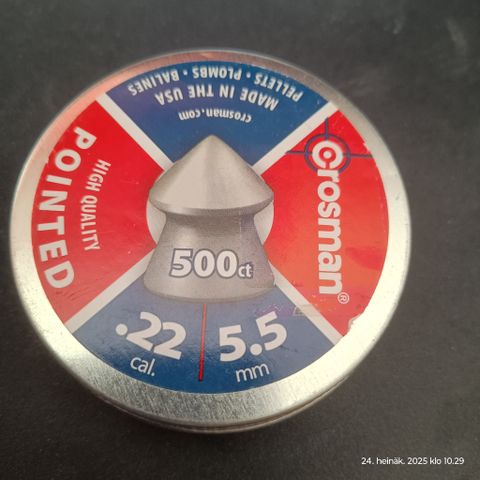 PELLETS • PLOMBS • BALINES
MADE IN THE USA
crosman.com
HIGH QUALITY
POINTED
crosman®
500ct
.22
cal.
5.5
mm
24. heinäk. 2025 klo 10.29